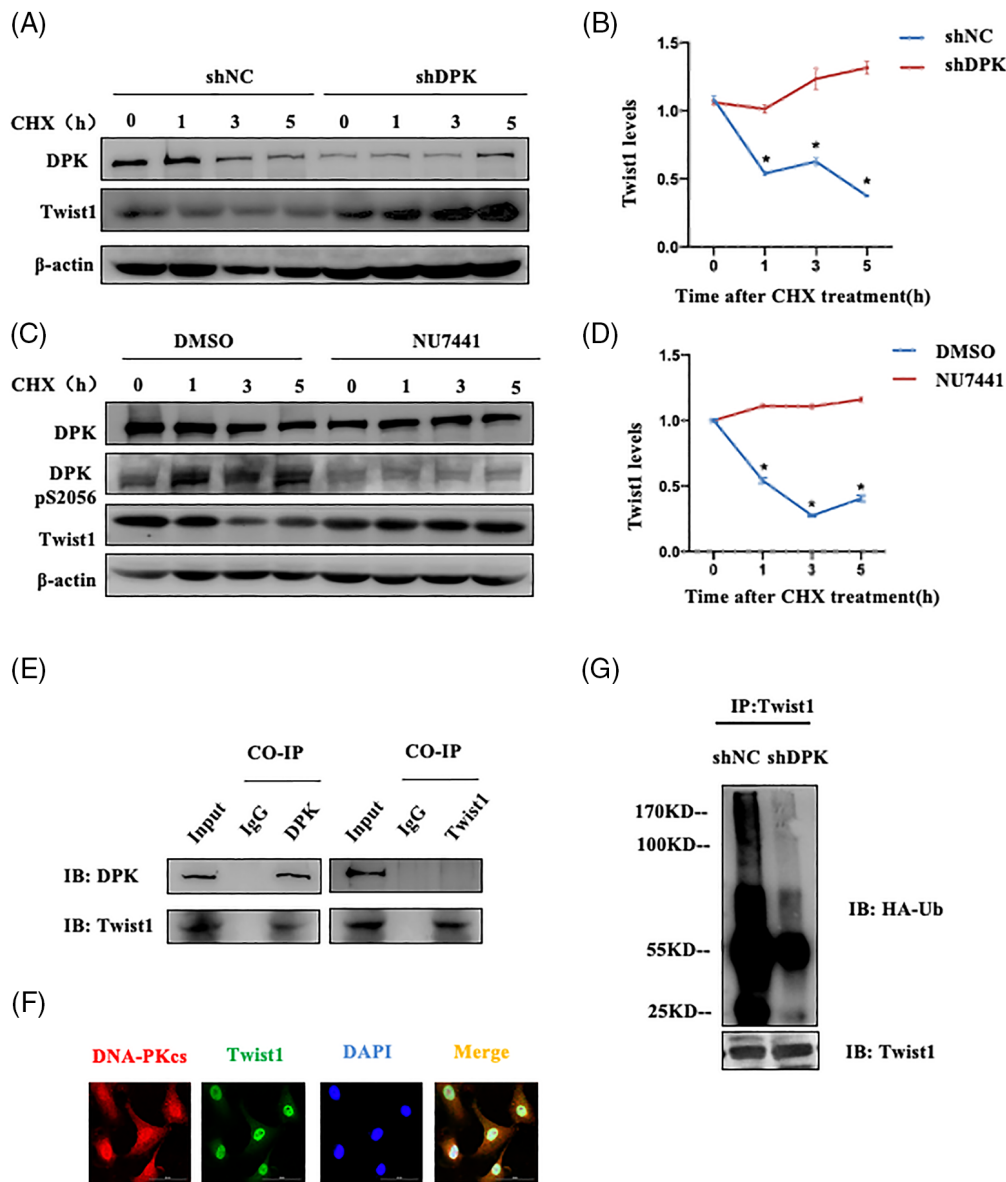 (A)
shNC shDPK
CHX (h) 0 1 3 5 0 1 3 5
DPK
Twist1
β-actin
(B)
shNC
shDPK
1.5
1.0
0.5
0.0
Twist1 levels
* * *
0 1 3 5
Time after CHX treatment(h)
(C)
DMSO NU7441
CHX (h) 0 1 3 5 0 1 3 5
DPK
DPK
pS2056
Twist1
β-actin
(D)
DMSO
NU7441
1.5
1.0
0.5
0.0
Twist1 levels
* * *
0 1 3 5
Time after CHX treatment(h)
(E)
CO-IP CO-IP
Input IgG DPK Input IgG Twist1
IB: DPK
IB: Twist1
(F)
DNA-PKcs Twist1 DAPI Merge
(G)
IP:Twist1
shNC shDPK
170KD--
100KD--
55KD--
25KD--
IB: HA-Ub
IB: Twist1